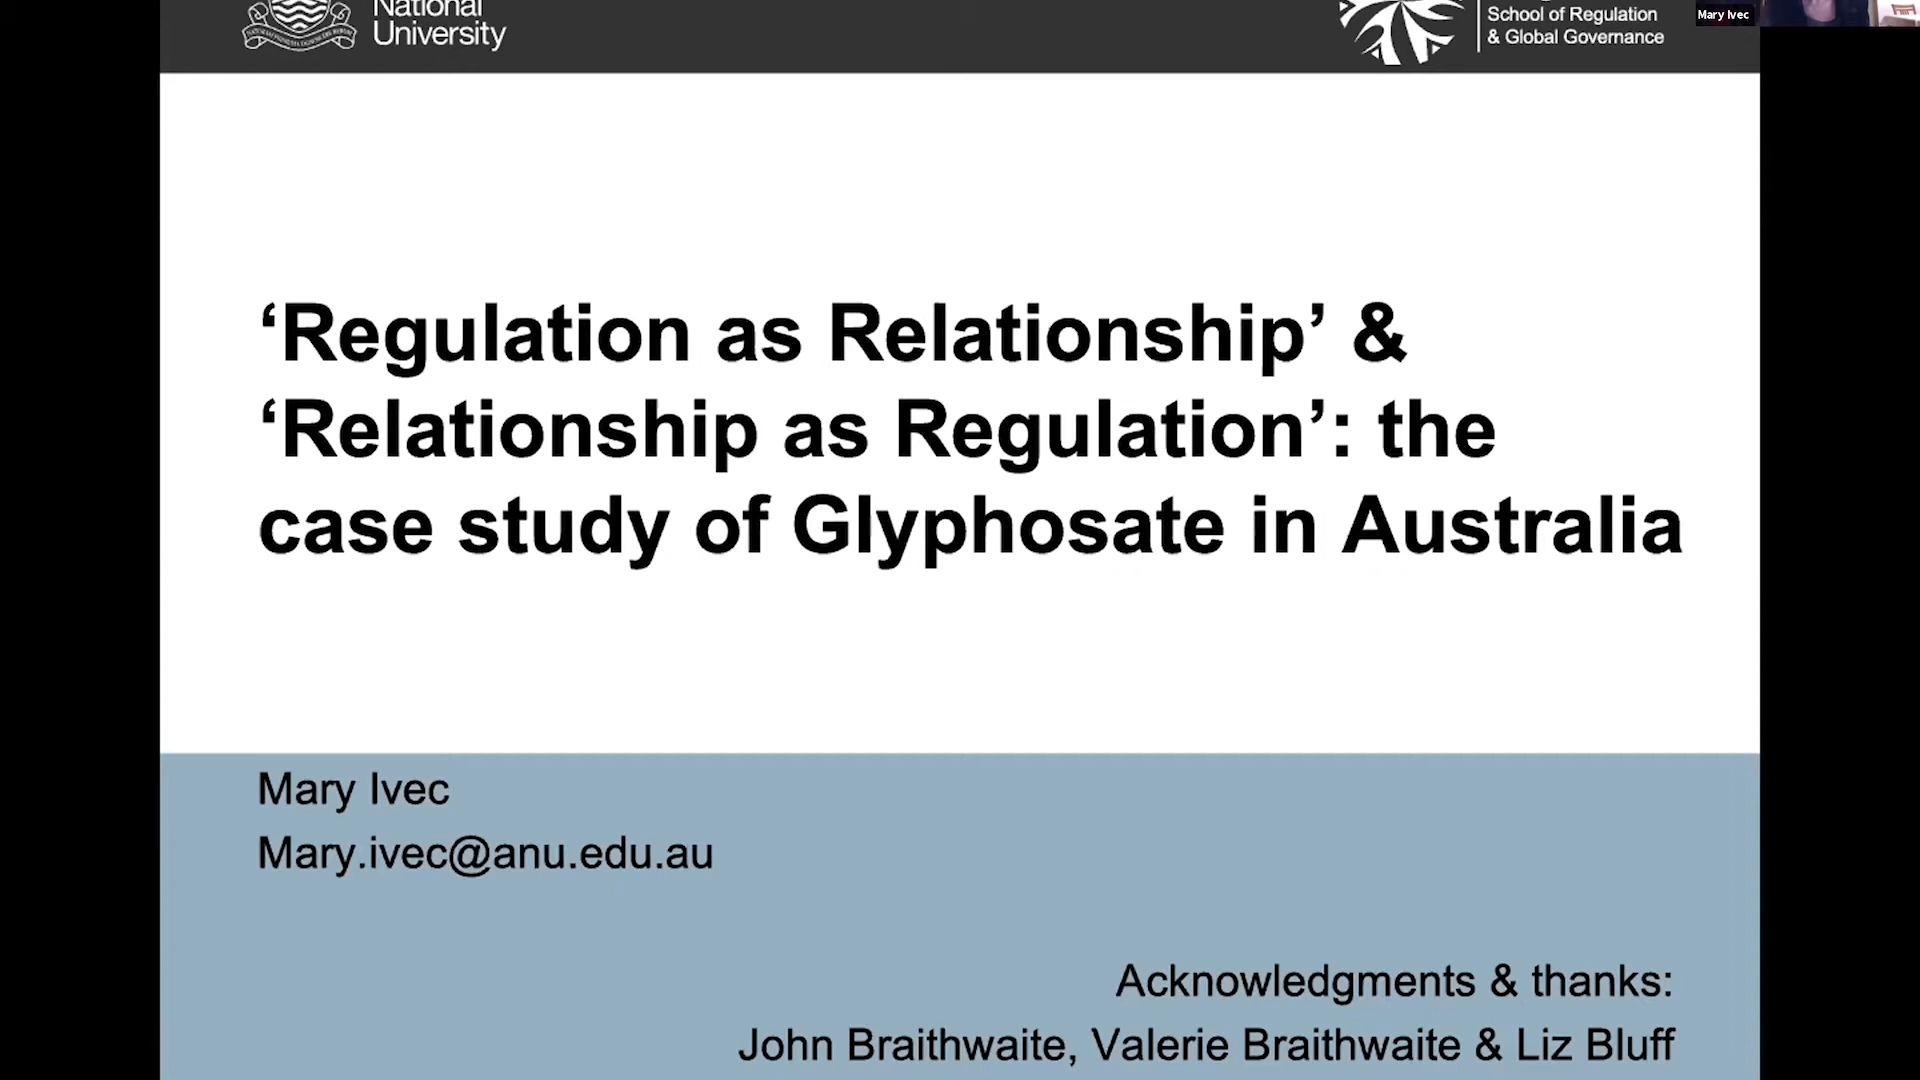 National
University
School of Regulation
& Global Governance
Mary Ivec
‘Regulation as Relationship’ &
‘Relationship as Regulation’: the
case study of Glyphosate in Australia
Mary Ivec
Mary.ivec@anu.edu.au
Acknowledgments & thanks:
John Braithwaite, Valerie Braithwaite & Liz Bluff